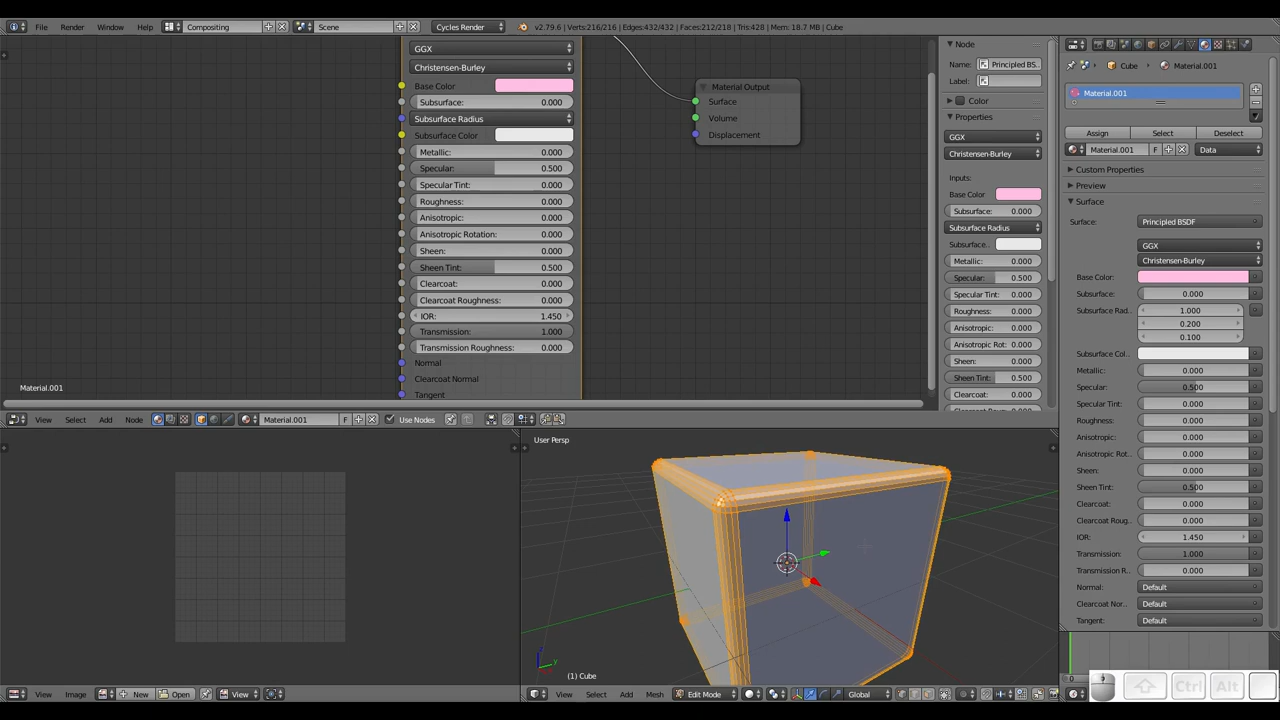 File Render Window Help Compositing Scene Cycles Render v2.79.6 | Verts:216/216 | Edges:432/432 | Faces:212/218 | Tris:428 | Mem: 18.7 MB | Cube
GGX
Christensen-Burley
Base Color
Subsurface: 0.000
Subsurface Radius
Subsurface Color
Metallic: 0.000
Specular: 0.500
Specular Tint: 0.000
Roughness: 0.000
Anisotropic: 0.000
Anisotropic Rotation: 0.000
Sheen: 0.000
Sheen Tint: 0.500
Clearcoat: 0.000
Clearcoat Roughness: 0.000
IOR: 1.450
Transmission: 1.000
Transmission Roughness: 0.000
Normal
Clearcoat Normal
Tangent
Material Output
Surface
Volume
Displacement
Material.001
View Select Add Node Material.001 F Use Nodes
Node
Name: Principled BS..
Label:
Color
Properties
GGX
Christensen-Burley
Inputs:
Base Color
Subsurface: 0.000
Subsurface Radius
Subsurface..
Metallic: 0.000
Specular: 0.500
Specular Tint: 0.000
Roughness: 0.000
Anisotropic: 0.000
Anisotropic Rot: 0.000
Sheen: 0.000
Sheen Tint: 0.500
Clearcoat: 0.000
Cube Material.001
Material.001
Assign Select Deselect
Material.001 F Data
Custom Properties
Preview
Surface
Surface: Principled BSDF
GGX
Christensen-Burley
Base Color:
Subsurface: 0.000
Subsurface Rad.. 1.000
0.200
0.100
Subsurface Col..
Metallic: 0.000
Specular: 0.500
Specular Tint: 0.000
Roughness: 0.000
Anisotropic: 0.000
Anisotropic Rot.. 0.000
Sheen: 0.000
Sheen Tint: 0.500
Clearcoat: 0.000
Clearcoat Roug.. 0.000
IOR: 1.450
Transmission: 1.000
Transmission R.. 0.000
Normal: Default
Clearcoat Nor.. Default
Tangent: Default
View Image New Open View
User Persp
(1) Cube
View Select Add Mesh Edit Mode Global
Ctrl Alt